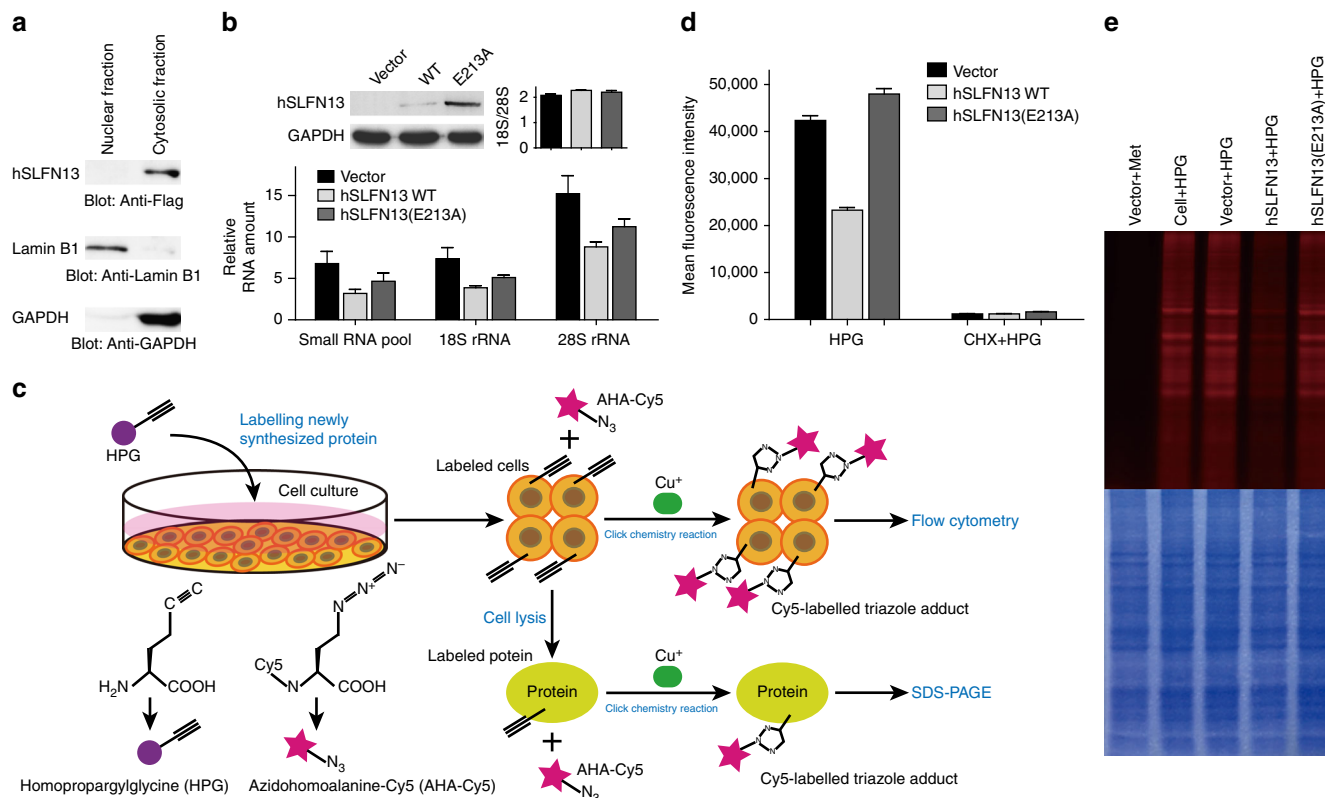 a
Nuclear fraction
Cytosolic fraction
hSLFN13
Blot: Anti-Flag
Lamin B1
Blot: Anti-Lamin B1
GAPDH
Blot: Anti-GAPDH
b
Vector
WT
E213A
hSLFN13
GAPDH
18S/28S
2
1
0
Vector
hSLFN13 WT
hSLFN13(E213A)
Relative
RNA amount
15
10
5
0
Small RNA pool
18S rRNA
28S rRNA
d
Mean fluorescence intensity
50,000
40,000
30,000
20,000
10,000
0
Vector
hSLFN13 WT
hSLFN13(E213A)
HPG
CHX+HPG
e
Vector+Met
Cell+HPG
Vector+HPG
hSLFN13+HPG
hSLFN13(E213A)+HPG
c
HPG
Labelling newly
synthesized protein
Cell culture
AHA-Cy5
N3
+
Labeled cells
Cu+
Click chemistry reaction
N
N
N
N
N
N
N
N
N
N
N
N
Cy5-labelled triazole adduct
Flow cytometry
C
H2N
COOH
N
N+
N−
Cy5
N
COOH
N3
Homopropargylglycine (HPG)
Azidohomoalanine-Cy5 (AHA-Cy5)
Cell lysis
Labeled potein
Protein
+
AHA-Cy5
N3
Cu+
Click chemistry reaction
Protein
N
N
N
Cy5-labelled triazole adduct
SDS-PAGE